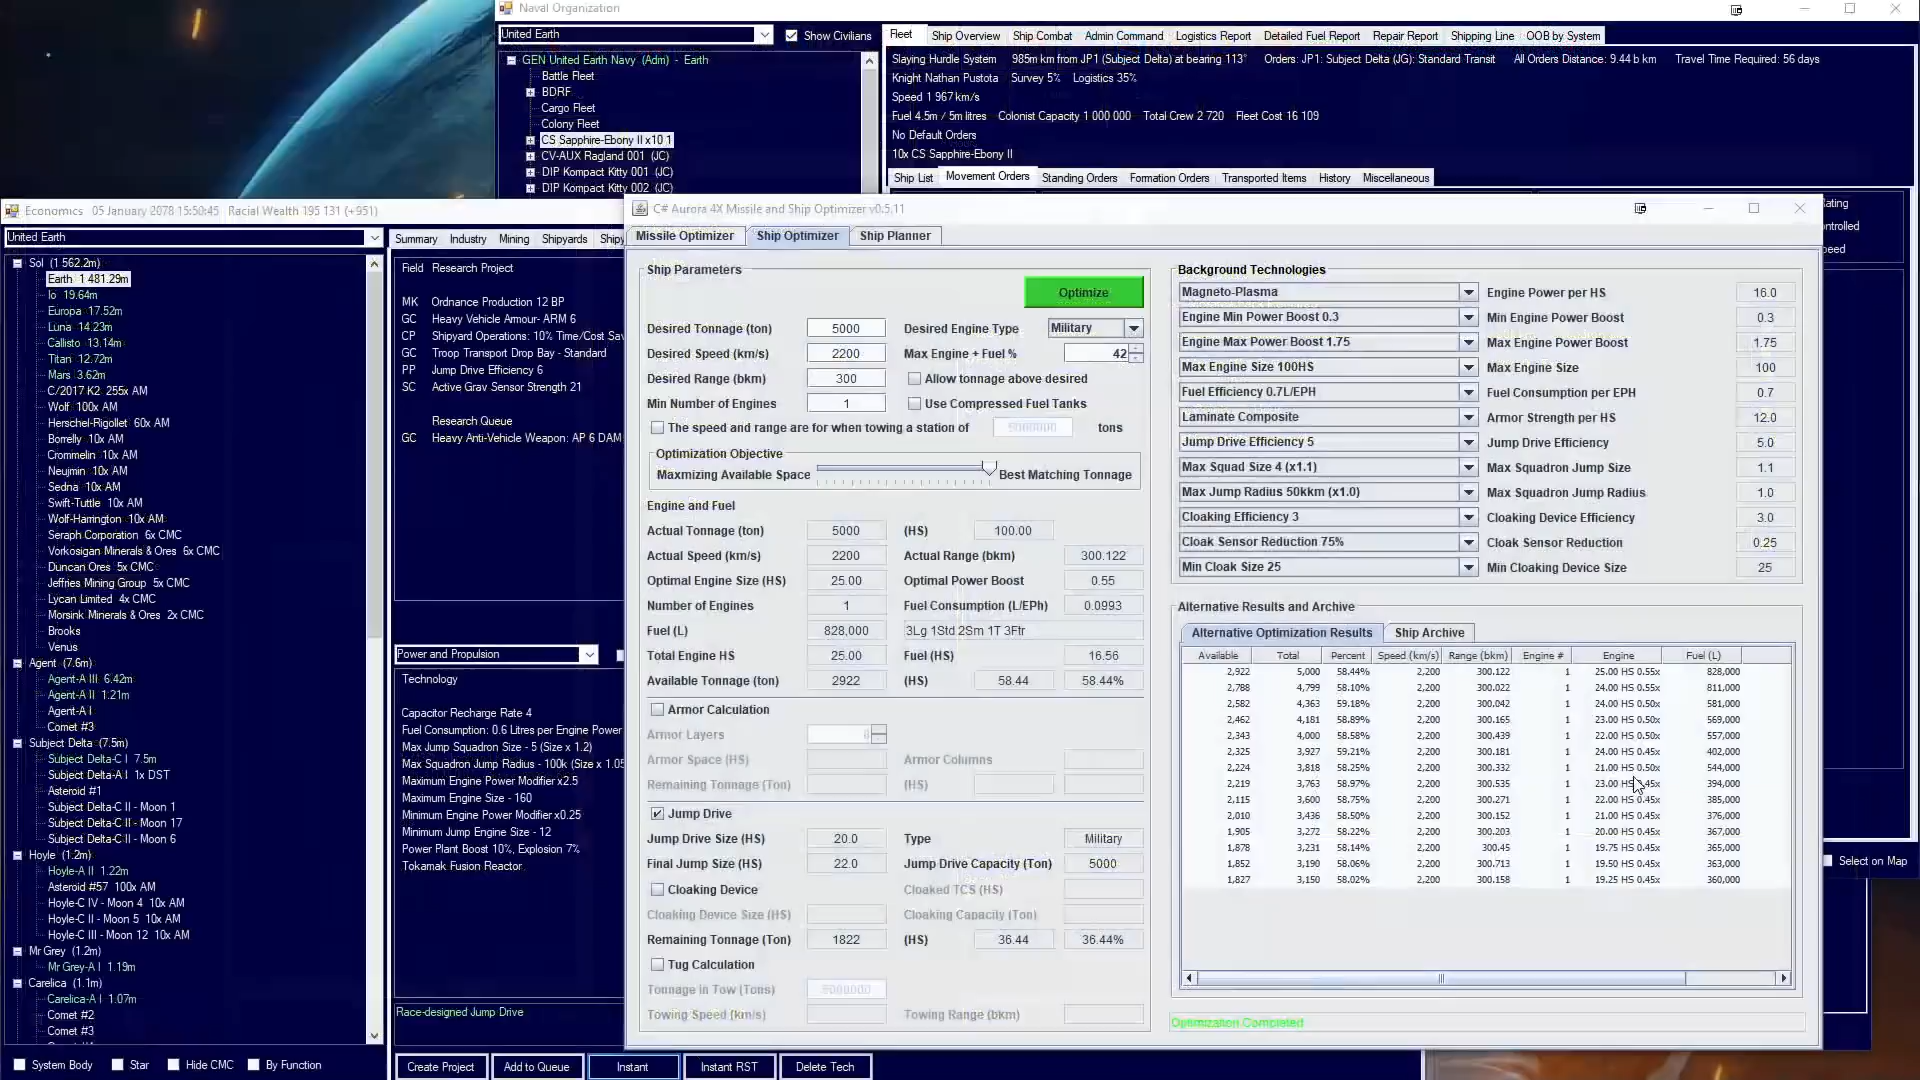 Naval Organization
United Earth
Show Civilians
GEN United Earth Navy (Adm) - Earth
Battle Fleet
BDRF
Cargo Fleet
Colony Fleet
CS Sapphire-Ebony II x10 1
CV-AUX Ragland 001 (JC)
DIP Kompact Kitty 001 (JC)
DIP Kompact Kitty 002 (JC)
Fleet Ship Overview Ship Combat Admin Command Logistics Report Detailed Fuel Report Repair Report Shipping Line OOB by System
Slaying Hurdle System 985m km from JP1 (Subject Delta) at bearing 113° Orders: JP1: Subject Delta (JG): Standard Transit All Orders Distance: 9.44 b km Travel Time Required: 56 days
Knight Nathan Pustota Survey 5% Logistics 35%
Speed 1 967 km/s
Fuel 4.5m / 5m litres Colonist Capacity 1 000 000 Total Crew 2 720 Fleet Cost 16 109
No Default Orders
10x CS Sapphire-Ebony II
Ship List Movement Orders Standing Orders Formation Orders Transported Items History Miscellaneous
Economics 05 January 2078 15:50:45 Racial Wealth 195 131 (+951)
United Earth
Summary Industry Mining Shipyards
Sol (1 562.2m)
Earth 1 481.29m
Io 19.64m
Europa 17.52m
Luna 14.23m
Callisto 13.14m
Titan 12.72m
Mars 3.62m
C/2017 K2 255x AM
Wolf 100x AM
Herschel-Rigollet 60x AM
Borrelly 10x AM
Crommelin 10x AM
Neujmin 10x AM
Sedna 10x AM
Swift-Tuttle 10x AM
Wolf-Harrington 10x AM
Seraph Corporation 6x CMC
Vorkosigan Minerals & Ores 6x CMC
Duncan Ores 5x CMC
Jeffries Mining Group 5x CMC
Lycan Limited 4x CMC
Morsink Minerals & Ores 2x CMC
Brooks
Venus
Agent (7.6m)
Agent-A III 6.42m
Agent-A II 1.21m
Agent-A I
Comet #3
Subject Delta (7.5m)
Subject Delta-C I 7.5m
Subject Delta-A I 1x DST
Asteroid #1
Subject Delta-C II - Moon 1
Subject Delta-C II - Moon 17
Subject Delta-C II - Moon 6
Hoyle (1.2m)
Hoyle-A II 1.22m
Asteroid #57 100x AM
Hoyle-C IV - Moon 4 10x AM
Hoyle-C II - Moon 5 10x AM
Hoyle-C III - Moon 12 10x AM
Mr Grey (1.2m)
Mr Grey-A I 1.19m
Carelica (1.1m)
Carelica-A I 1.07m
Comet #2
Comet #3
System Body Star Hide CMC By Function
Field Research Project
MK Ordnance Production 12 BP
GC Heavy Vehicle Armour- ARM 6
CP Shipyard Operations: 10% Time/Cost Sav
GC Troop Transport Drop Bay - Standard
PP Jump Drive Efficiency 6
SC Active Grav Sensor Strength 21
Research Queue
GC Heavy Anti-Vehicle Weapon: AP 6 DAM
Power and Propulsion
Technology
Capacitor Recharge Rate 4
Fuel Consumption: 0.6 Litres per Engine Power
Max Jump Squadron Size - 5 (Size x 1.2)
Max Squadron Jump Radius - 100k (Size x 1.05
Maximum Engine Power Modifier x2.5
Maximum Engine Size - 160
Minimum Engine Power Modifier x0.25
Minimum Jump Engine Size - 12
Power Plant Boost 10%, Explosion 7%
Tokamak Fusion Reactor
Race-designed Jump Drive
Create Project Add to Queue Instant Instant RST Delete Tech
C# Aurora 4X Missile and Ship Optimizer v0.5.11
Missile Optimizer Ship Optimizer Ship Planner
Ship Parameters
Optimize
Desired Tonnage (ton) 5000 Desired Engine Type Military
Desired Speed (km/s) 2200 Max Engine + Fuel % 42
Desired Range (bkm) 300 Allow tonnage above desired
Min Number of Engines 1 Use Compressed Fuel Tanks
The speed and range are for when towing a station of 5000000 tons
Optimization Objective
Maxmizing Available Space Best Matching Tonnage
Engine and Fuel
Actual Tonnage (ton) 5000 (HS) 100.00
Actual Speed (km/s) 2200 Actual Range (bkm) 300.122
Optimal Engine Size (HS) 25.00 Optimal Power Boost 0.55
Number of Engines 1 Fuel Consumption (L/EPh) 0.0993
Fuel (L) 828,000 3Lg 1Std 2Sm 1T 3Ftr
Total Engine HS 25.00 Fuel (HS) 16.56
Available Tonnage (ton) 2922 (HS) 58.44 58.44%
Armor Calculation
Armor Layers
Armor Space (HS) Armor Columns
Remaining Tonnage (Ton) (HS)
Jump Drive
Jump Drive Size (HS) 20.0 Type Military
Final Jump Size (HS) 22.0 Jump Drive Capacity (Ton) 5000
Cloaking Device Cloaked TCS (HS)
Cloaking Device Size (HS) Cloaking Capacity (Ton)
Remaining Tonnage (Ton) 1822 (HS) 36.44 36.44%
Tug Calculation
Tonnage in Tow (Tons) 5000000
Towing Speed (km/s) Towing Range (bkm)
Background Technologies
Magneto-Plasma Engine Power per HS 16.0
Engine Min Power Boost 0.3 Min Engine Power Boost 0.3
Engine Max Power Boost 1.75 Max Engine Power Boost 1.75
Max Engine Size 100HS Max Engine Size 100
Fuel Efficiency 0.7L/EPH Fuel Consumption per EPH 0.7
Laminate Composite Armor Strength per HS 12.0
Jump Drive Efficiency 5 Jump Drive Efficiency 5.0
Max Squad Size 4 (x1.1) Max Squadron Jump Size 1.1
Max Jump Radius 50kkm (x1.0) Max Squadron Jump Radius 1.0
Cloaking Efficiency 3 Cloaking Device Efficiency 3.0
Cloak Sensor Reduction 75% Cloak Sensor Reduction 0.25
Min Cloak Size 25 Min Cloaking Device Size 25
Alternative Results and Archive
Alternative Optimization Results Ship Archive
Available Total Percent Speed (km/s) Range (bkm) Engine # Engine Fuel (L)
2,922 5,000 58.44% 2,200 300.122 1 25.00 HS 0.55x 828,000
2,788 4,799 58.10% 2,200 300.022 1 24.00 HS 0.55x 811,000
2,582 4,363 59.18% 2,200 300.042 1 24.00 HS 0.50x 581,000
2,462 4,181 58.89% 2,200 300.165 1 23.00 HS 0.50x 569,000
2,343 4,000 58.58% 2,200 300.439 1 22.00 HS 0.50x 557,000
2,325 3,927 59.21% 2,200 300.181 1 24.00 HS 0.45x 402,000
2,224 3,818 58.25% 2,200 300.332 1 21.00 HS 0.50x 544,000
2,219 3,763 58.97% 2,200 300.535 1 23.00 HS 0.45x 394,000
2,115 3,600 58.75% 2,200 300.271 1 22.00 HS 0.45x 385,000
2,010 3,436 58.50% 2,200 300.152 1 21.00 HS 0.45x 376,000
1,905 3,272 58.22% 2,200 300.203 1 20.00 HS 0.45x 367,000
1,878 3,231 58.14% 2,200 300.45 1 19.75 HS 0.45x 365,000
1,852 3,190 58.06% 2,200 300.713 1 19.50 HS 0.45x 363,000
1,827 3,150 58.02% 2,200 300.158 1 19.25 HS 0.45x 360,000
Optimization Completed
Rating
Select on Map